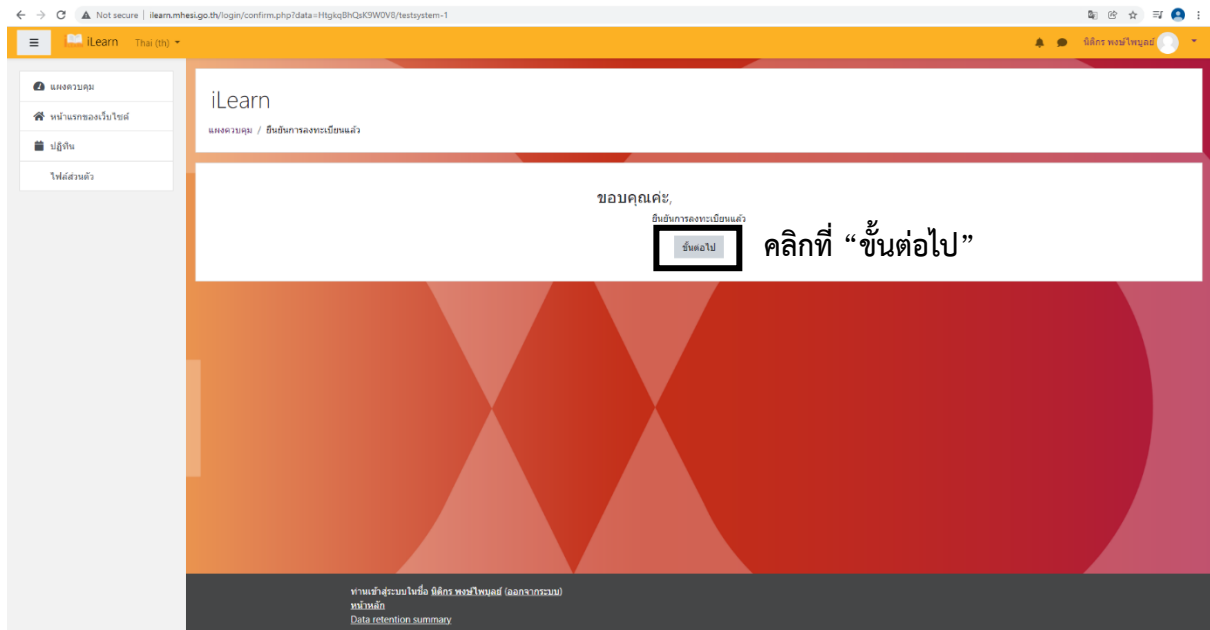 Not secure | ilearn.mhesi.go.th/login/confirm.php?data=HtgkqBhQsK9W0V8/testsystem-1
iLearn Thai (th)
นิติกร พงษ์ไพบูลย์
แผงควบคุม
หน้าแรกของเว็บไซต์
ปฏิทิน
ไฟล์ส่วนตัว
iLearn
แผงควบคุม / ยืนยันการลงทะเบียนแล้ว
ขอบคุณค่ะ,
ยืนยันการลงทะเบียนแล้ว
ขั้นต่อไป
คลิกที่ “ขั้นต่อไป”
ท่านเข้าสู่ระบบในชื่อ นิติกร พงษ์ไพบูลย์ (ออกจากระบบ)
หน้าหลัก
Data retention summary